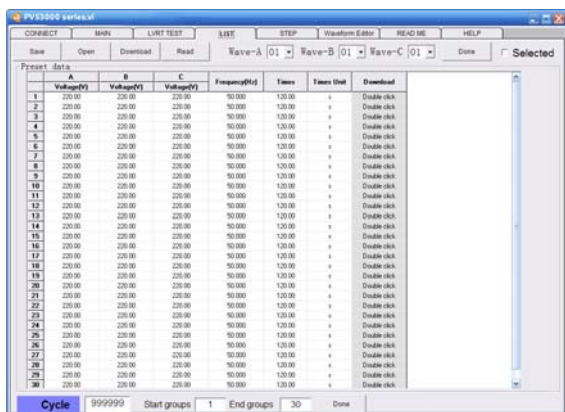 PVS3000 series.vi
CONNECT MAIN LVRT TEST LIST STEP Waveform Editor READ ME HELP
Save Open Download Read Wave-A 01 Wave-B 01 Wave-C 01 Done Selected
Preset data
A Voltage(V) B Voltage(V) C Voltage(V) Frequency(Hz) Times Times Unit Download
1 220.00 220.00 220.00 50.000 120.00 s Double click
2 220.00 220.00 220.00 50.000 120.00 s Double click
3 220.00 220.00 220.00 50.000 120.00 s Double click
4 220.00 220.00 220.00 50.000 120.00 s Double click
5 220.00 220.00 220.00 50.000 120.00 s Double click
6 220.00 220.00 220.00 50.000 120.00 s Double click
7 220.00 220.00 220.00 50.000 120.00 s Double click
8 220.00 220.00 220.00 50.000 120.00 s Double click
9 220.00 220.00 220.00 50.000 120.00 s Double click
10 220.00 220.00 220.00 50.000 120.00 s Double click
11 220.00 220.00 220.00 50.000 120.00 s Double click
12 220.00 220.00 220.00 50.000 120.00 s Double click
13 220.00 220.00 220.00 50.000 120.00 s Double click
14 220.00 220.00 220.00 50.000 120.00 s Double click
15 220.00 220.00 220.00 50.000 120.00 s Double click
16 220.00 220.00 220.00 50.000 120.00 s Double click
17 220.00 220.00 220.00 50.000 120.00 s Double click
18 220.00 220.00 220.00 50.000 120.00 s Double click
19 220.00 220.00 220.00 50.000 120.00 s Double click
20 220.00 220.00 220.00 50.000 120.00 s Double click
21 220.00 220.00 220.00 50.000 120.00 s Double click
22 220.00 220.00 220.00 50.000 120.00 s Double click
23 220.00 220.00 220.00 50.000 120.00 s Double click
24 220.00 220.00 220.00 50.000 120.00 s Double click
25 220.00 220.00 220.00 50.000 120.00 s Double click
26 220.00 220.00 220.00 50.000 120.00 s Double click
27 220.00 220.00 220.00 50.000 120.00 s Double click
28 220.00 220.00 220.00 50.000 120.00 s Double click
29 220.00 220.00 220.00 50.000 120.00 s Double click
30 220.00 220.00 220.00 50.000 120.00 s Double click
Cycle 999999 Start groups 1 End groups 30 Done